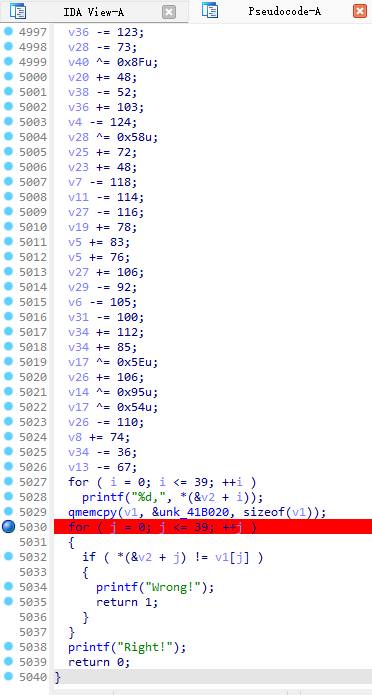 IDA View-A
Pseudocode-A
4997 v36 -= 123;
4998 v28 -= 73;
4999 v40 ^= 0x8Fu;
5000 v20 += 48;
5001 v38 -= 52;
5002 v36 += 103;
5003 v4 -= 124;
5004 v28 ^= 0x58u;
5005 v25 += 72;
5006 v23 += 48;
5007 v7 -= 118;
5008 v11 -= 114;
5009 v27 -= 116;
5010 v19 += 78;
5011 v5 += 83;
5012 v5 += 76;
5013 v27 += 106;
5014 v29 -= 92;
5015 v6 -= 105;
5016 v31 -= 100;
5017 v34 += 112;
5018 v34 += 85;
5019 v17 ^= 0x5Eu;
5020 v26 += 106;
5021 v14 ^= 0x95u;
5022 v17 ^= 0x54u;
5023 v26 -= 110;
5024 v8 += 74;
5025 v34 -= 36;
5026 v13 -= 67;
5027 for ( i = 0; i <= 39; ++i )
5028 printf("%d,", *(&v2 + i));
5029 qmemcpy(v1, &unk_41B020, sizeof(v1));
5030 for ( j = 0; j <= 39; ++j )
5031 {
5032 if ( *(&v2 + j) != v1[j] )
5033 {
5034 printf("Wrong!");
5035 return 1;
5036 }
5037 }
5038 printf("Right!");
5039 return 0;
5040 }